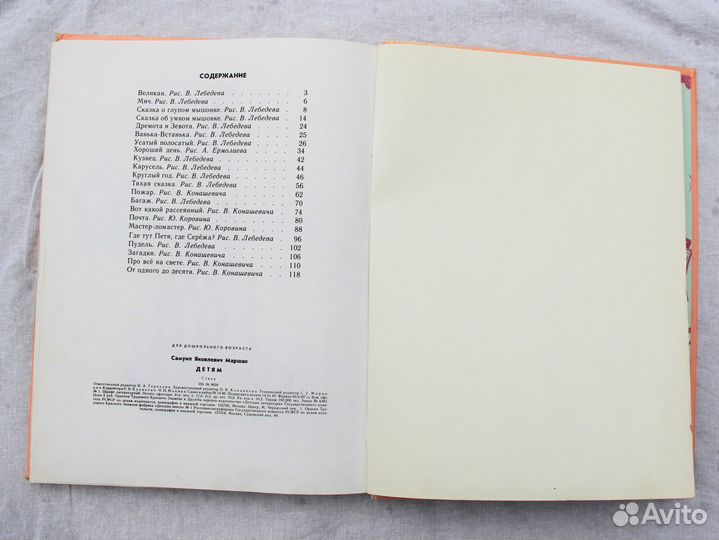 СОДЕРЖАНИЕ
Великан. Рис. В. Лебедева . . . . . . . 3
Мяч. Рис. В. Лебедева . . . . . . . . 6
Сказка о глупом мышонке. Рис. В. Лебедева . 8
Сказка об умном мышонке. Рис. В. Лебедева . 14
Дремота и Зевота. Рис. В. Лебедева . . . . 24
Ванька-Встанька. Рис. В. Лебедева . . . . 25
Усатый полосатый. Рис. В. Лебедева . . . . 26
Хороший день. Рис. А. Ермолаева . . . . 34
Кузнец. Рис. В. Лебедева . . . . . . . 42
Карусель. Рис. В. Лебедева . . . . . . 44
Круглый год. Рис. В. Лебедева . . . . . 46
Тихая сказка. Рис. В. Лебедева . . . . . 56
Пожар. Рис. В. Конашевича . . . . . . 62
Багаж. Рис. В. Лебедева . . . . . . . 70
Вот какой рассеянный. Рис. В. Конашевича . 74
Почта. Рис. Ю. Коровина . . . . . . . 80
Мастер-ломастер. Рис. Ю. Коровина . . . . 88
Где тут Петя, где Серёжа? Рис. В. Лебедева . 96
Пудель. Рис. В. Лебедева . . . . . . . 102
Загадки. Рис. В. Конашевича . . . . . . 106
Про всё на свете. Рис. В. Конашевича . . . 110
От одного до десяти. Рис. В. Конашевича . . 118
ДЛЯ ДОШКОЛЬНОГО ВОЗРАСТА
Самуил Яковлевич Маршак
ДЕТЯМ
Стихи
ИБ № 9629
Avito